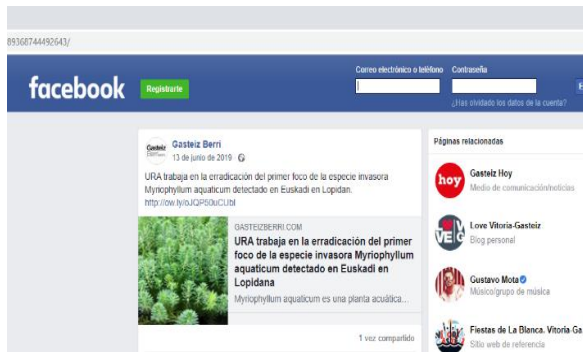 89368744492643/
Correo electrónico o teléfono Contraseña
facebook Registrarte
¿Has olvidado los datos de la cuenta?
Gasteiz Berri
13 de junio de 2019
URA trabaja en la erradicación del primer foco de la especie invasora
Myriophyllum aquaticum detectado en Euskadi en Lopidan.
http://ow.ly/oJQP50uCUbI
GASTEIZBERRI.COM
URA trabaja en la erradicación del primer
foco de la especie invasora Myriophyllum
aquaticum detectado en Euskadi en
Lopidana
Myriophyllum aquaticum es una planta acuática...
1 vez compartido
Páginas relacionadas
hoy
Gasteiz Hoy
Medio de comunicación/noticias
Love Vitoria-Gasteiz
Blog personal
Gustavo Mota
Músico/grupo de música
Fiestas de La Blanca. Vitoria-Ga
Sitio web de referencia